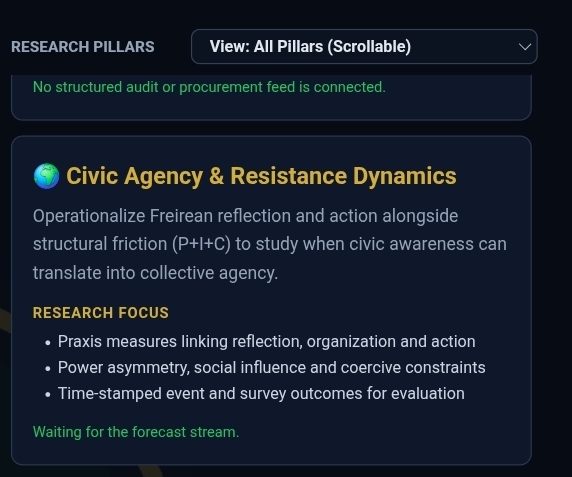 RESEARCH PILLARS
View: All Pillars (Scrollable)
No structured audit or procurement feed is connected.
Civic Agency & Resistance Dynamics
Operationalize Freirean reflection and action alongside
structural friction (P+I+C) to study when civic awareness can
translate into collective agency.
RESEARCH FOCUS
• Praxis measures linking reflection, organization and action
• Power asymmetry, social influence and coercive constraints
• Time-stamped event and survey outcomes for evaluation
Waiting for the forecast stream.